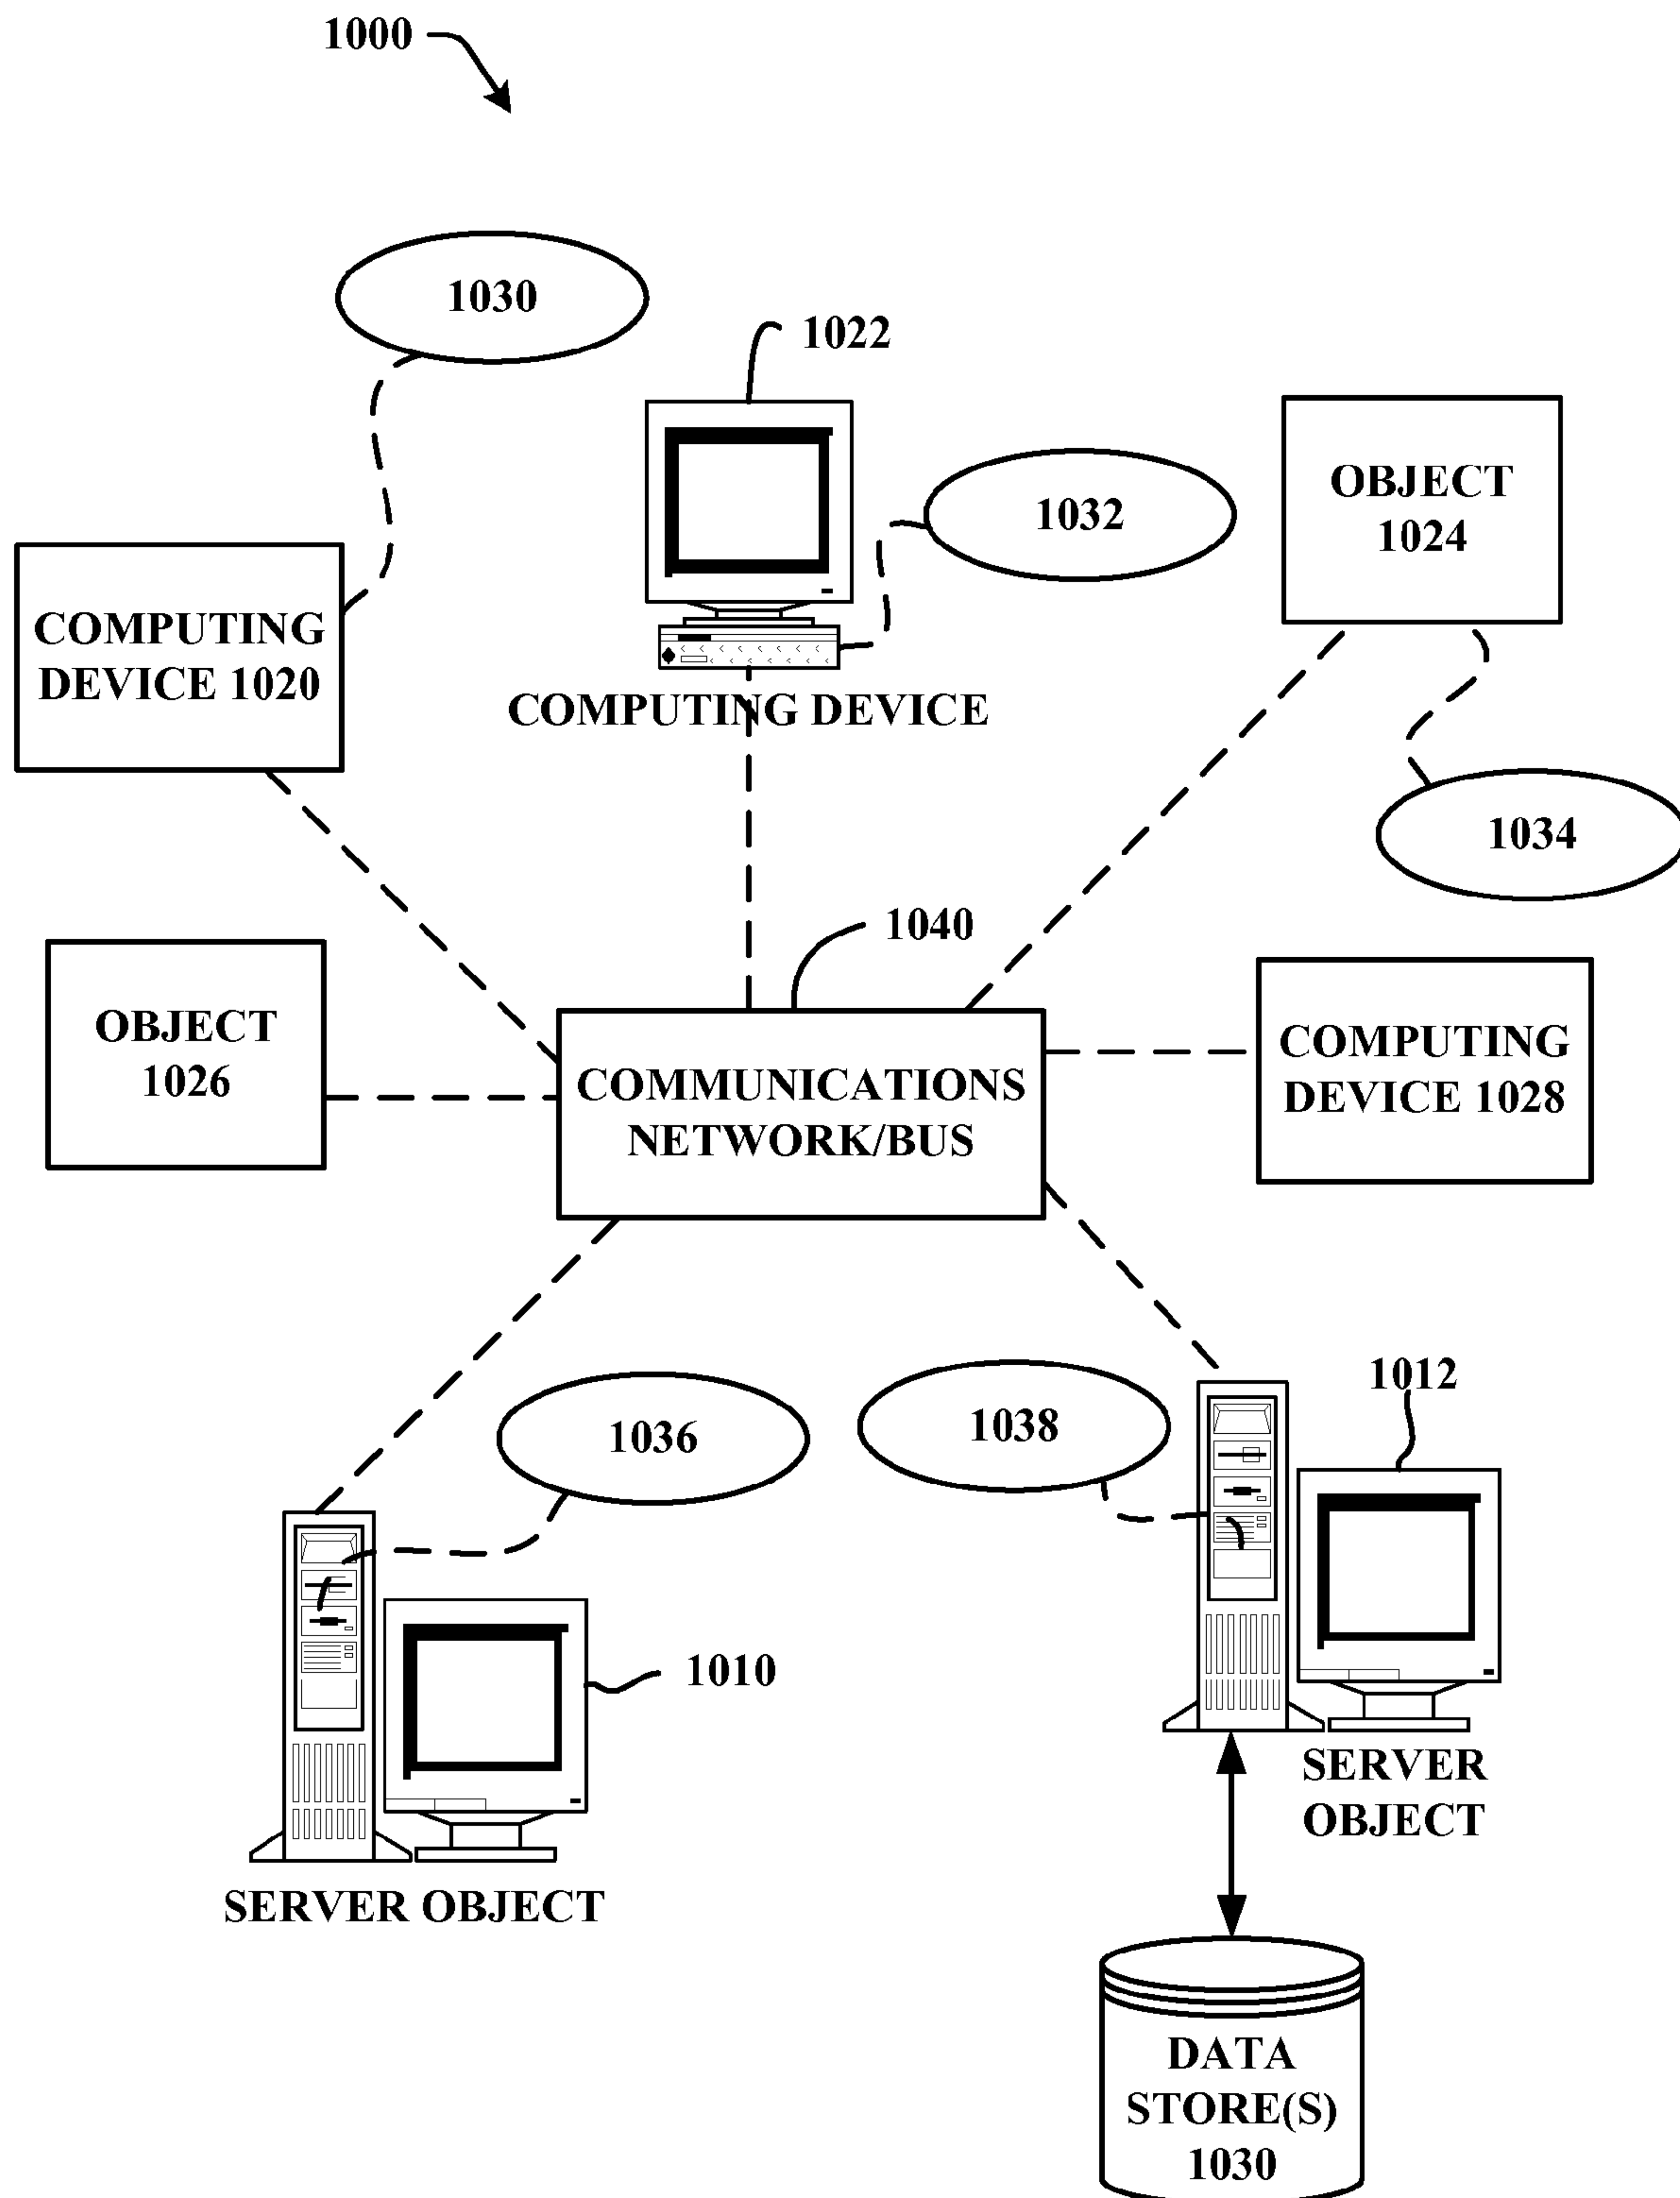 1000
1030
1022
1032
OBJECT
1024
COMPUTING
DEVICE 1020
COMPUTING DEVICE
1034
1040
OBJECT
1026
COMMUNICATIONS
NETWORK/BUS
COMPUTING
DEVICE 1028
1036
1038
1012
1010
SERVER OBJECT
SERVER
OBJECT
DATA
STORE(S)
1030